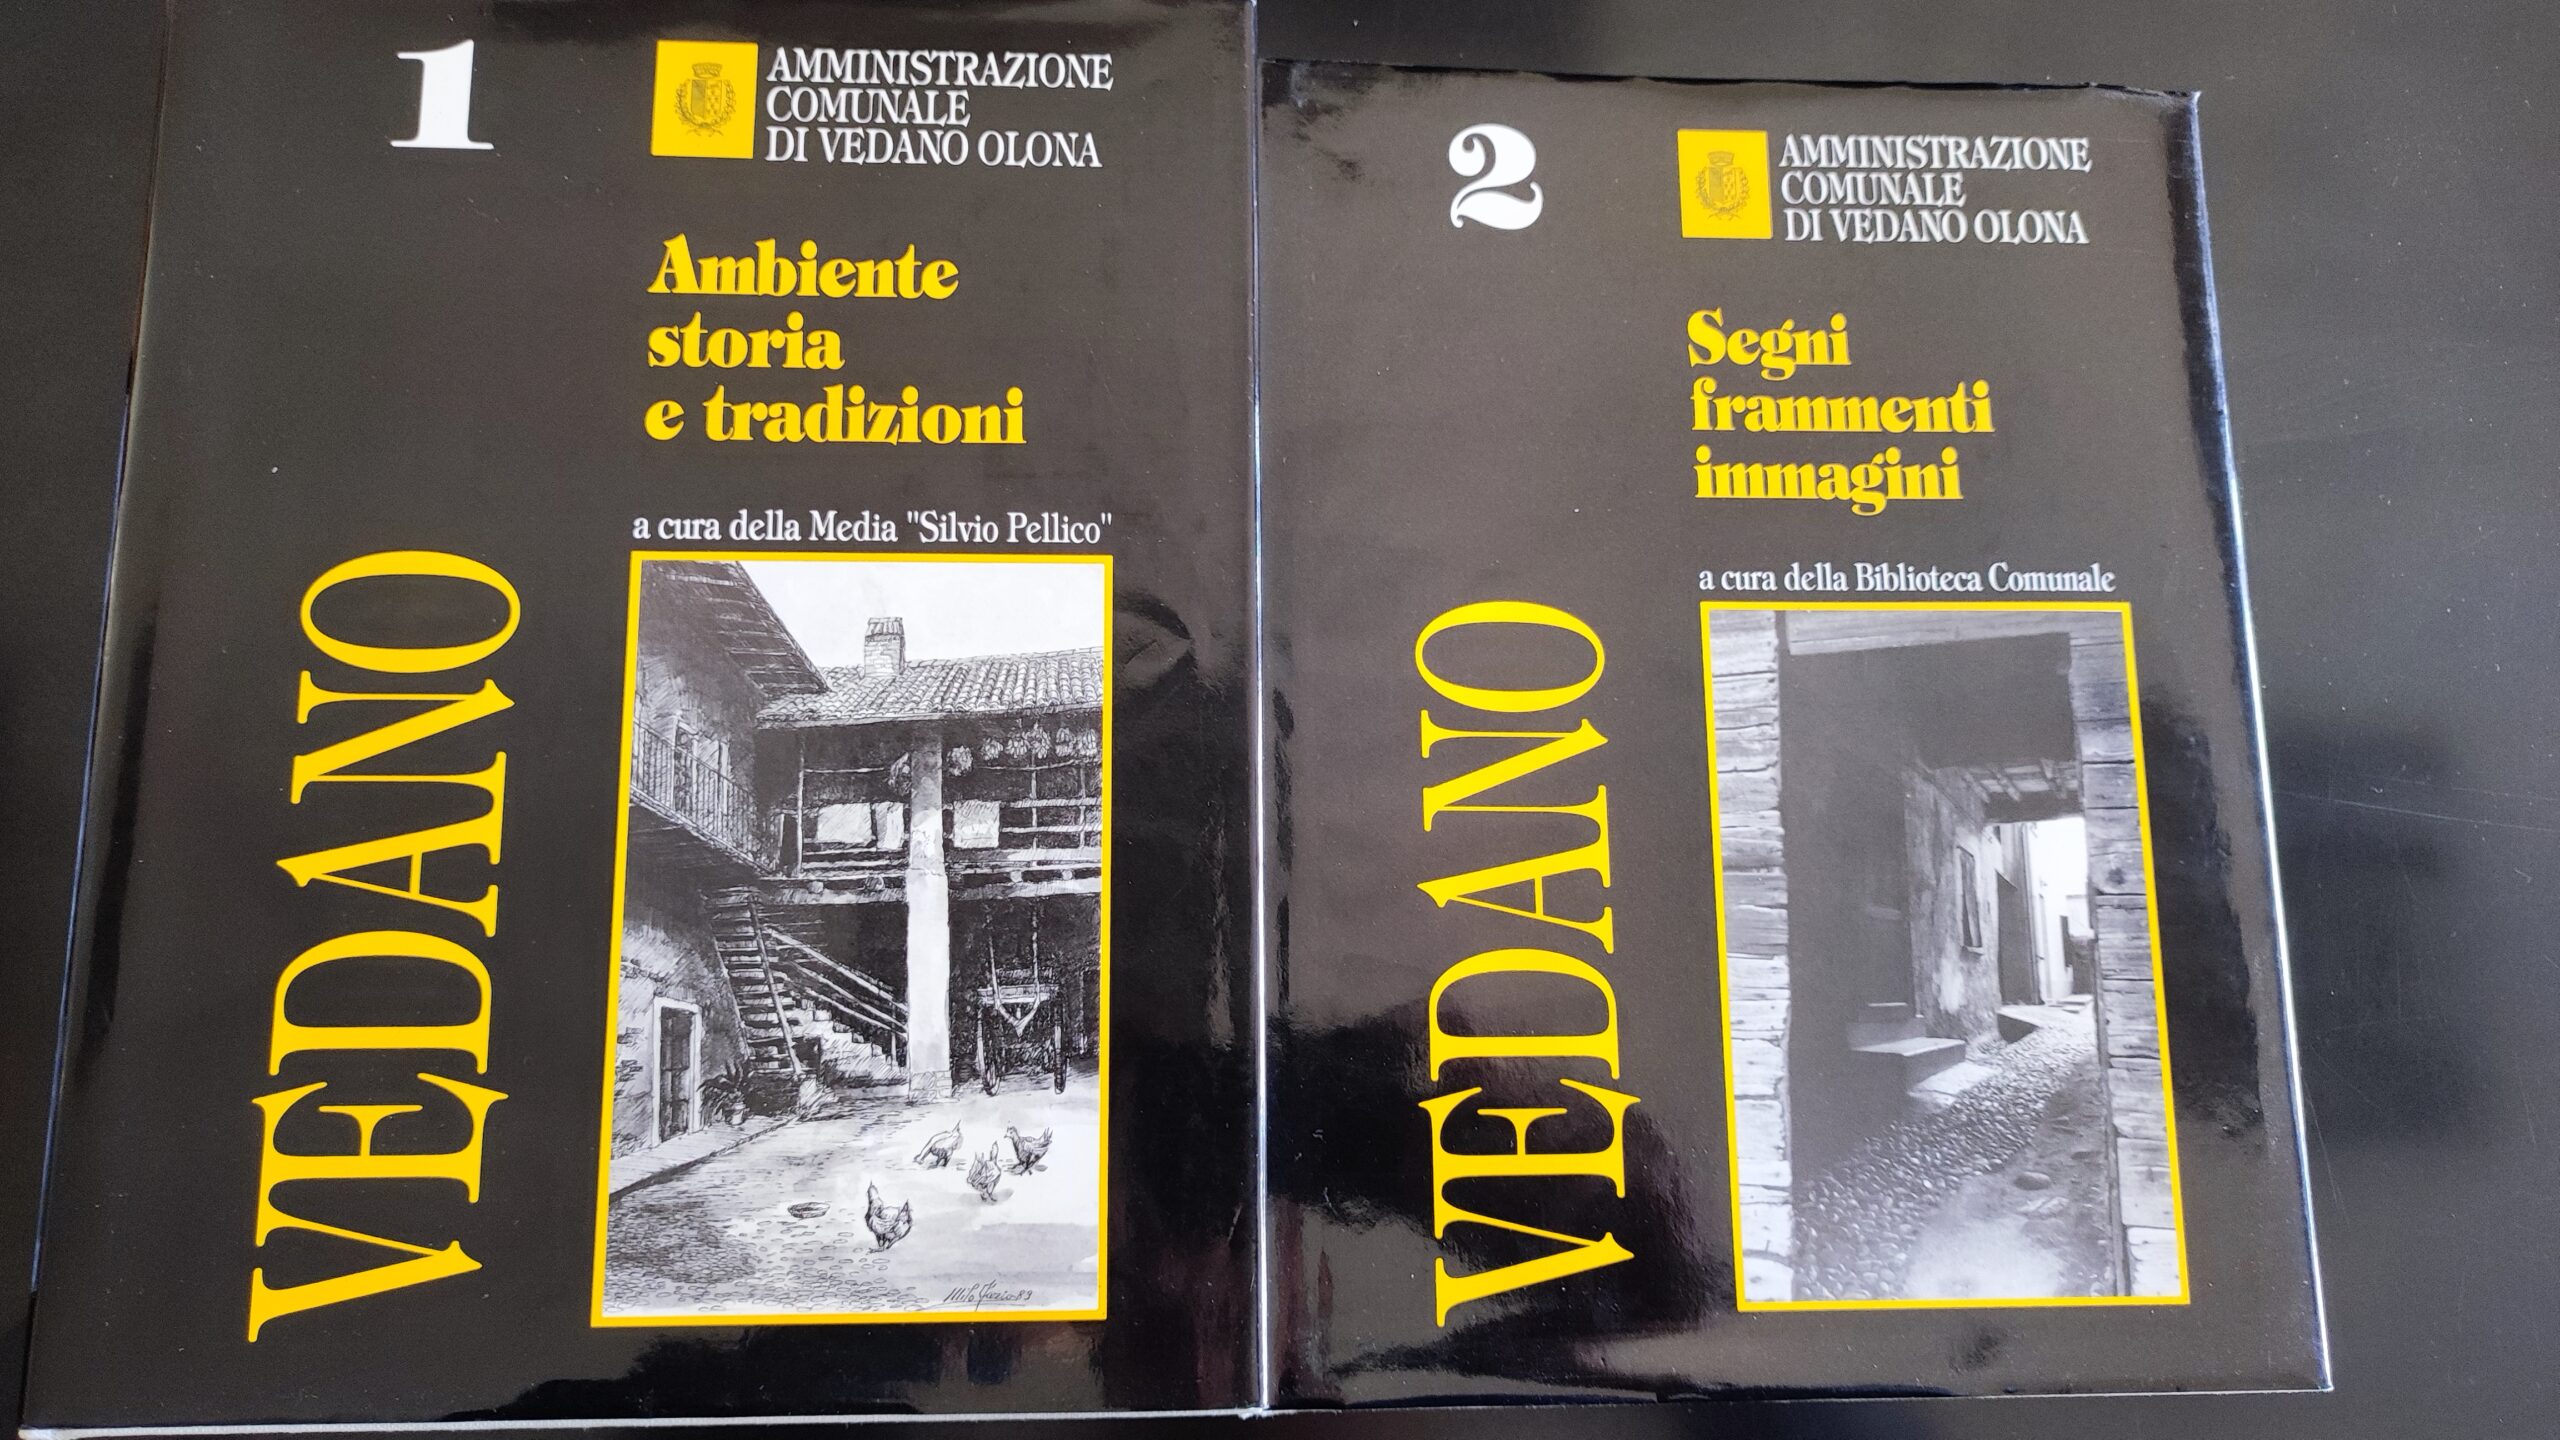 1
AMMINISTRAZIONE
COMUNALE
DI VEDANO OLONA
Ambiente
storia
e tradizioni
a cura della Media "Silvio Pellico"
VEDANO
2
AMMINISTRAZIONE
COMUNALE
DI VEDANO OLONA
Segni
frammenti
immagini
a cura della Biblioteca Comunale
VEDANO